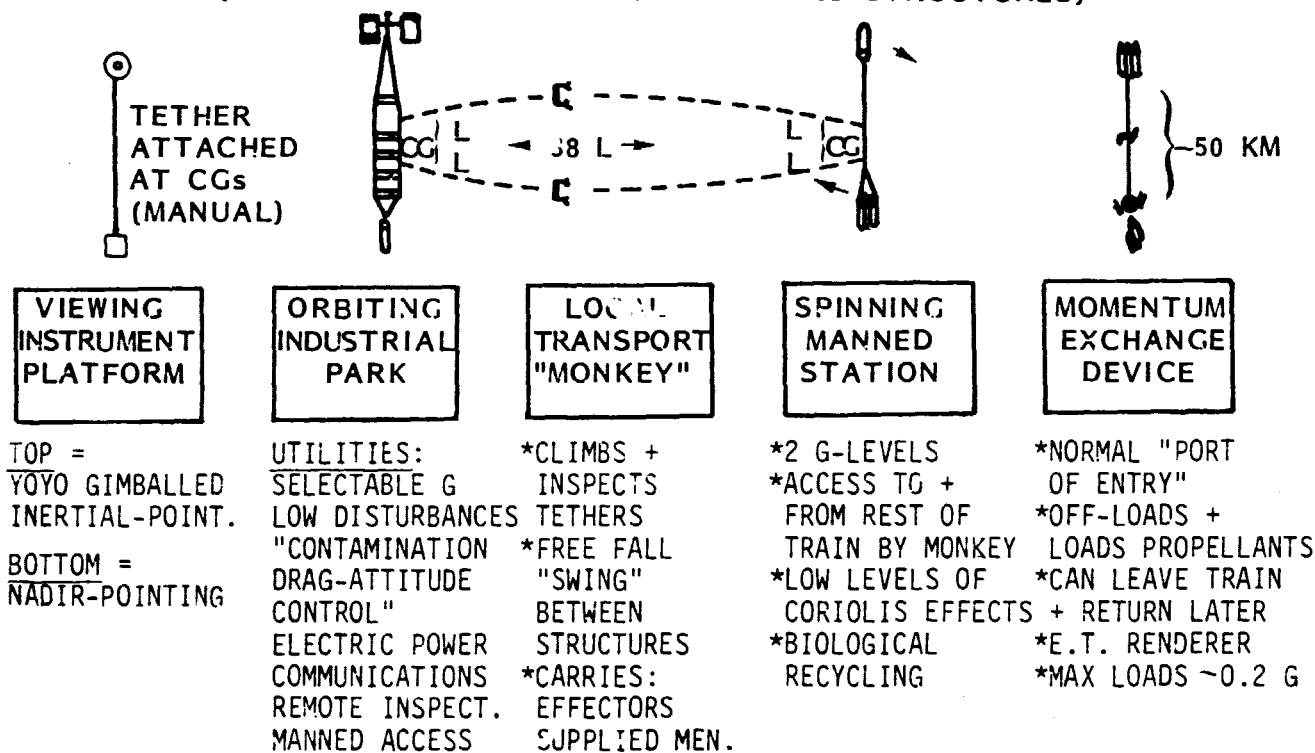 STRUCTURES)
TETHER
ATTACHED
AT CGs
(MANUAL)
CG
L
L
L
L
L
CG
~50 KM
VIEWING
INSTRUMENT
PLATFORM
ORBITING
INDUSTRIAL
PARK
LOCAL
TRANSPORT
"MONKEY"
SPINNING
MANNED
STATION
MOMENTUM
EXCHANGE
DEVICE
TOP =
YOYO GIMBALLED
INERTIAL-POINT.
BOTTOM =
NADIR-POINTING
UTILITIES:
SELECTABLE G
LOW DISTURBANCES
"CONTAMINATION
DRAG-ATTITUDE
CONTROL"
ELECTRIC POWER
COMMUNICATIONS
REMOTE INSPECT.
MANNED ACCESS
*CLIMBS +
INSPECTS
TETHERS
*FREE FALL
"SWING"
BETWEEN
STRUCTURES
*CARRIES:
EFFECTORS
SUPPLIED MEN.
*2 G-LEVELS
*ACCESS TO +
FROM REST OF
TRAIN BY MONKEY
*LOW LEVELS OF
CORIOLIS EFFECTS
*BIOLOGICAL
RECYCLING
*NORMAL "PORT
OF ENTRY"
*OFF-LOADS +
LOADS PROPELLANTS
*CAN LEAVE TRAIN
+ RETURN LATER
*E.T. RENDERER
*MAX LOADS ~0.2 G